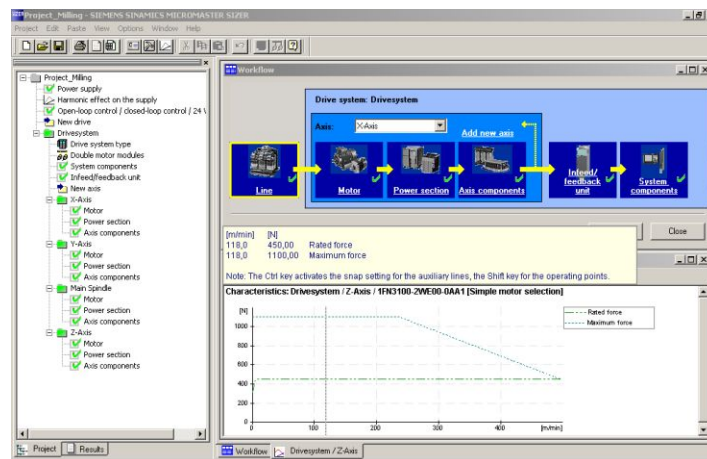 Project_Milling - SIEMENS SINAMICS MICROMASTER SIZER
Project Edit Paste View Options Window Help
Project_Milling
Power supply
Harmonic effect on the supply
Open-loop control / closed-loop control / 24 V
New drive
Drivesystem
Drive system type
Double motor modules
System components
Infeed/feedback unit
New axis
X-Axis
Motor
Power section
Axis components
Y-Axis
Motor
Power section
Axis components
Main Spindle
Motor
Power section
Axis components
Z-Axis
Motor
Power section
Axis components
Project Results
Workflow
Drive system: Drivesystem
Axis: X-Axis
Add new axis
Line
Motor
Power section
Axis components
Infeed/
feedback
unit
System
components
Close
[m/min] [N]
118,0 450,00 Rated force
118,0 1100,00 Maximum force
Note: The Ctrl key activates the snap setting for the auxiliary lines, the Shift key for the operating points.
Characteristics: Drivesystem / Z-Axis / 1FN3100-2WE00-0AA1 [Simple motor selection]
[N]
1000
800
600
400
200
0
0 100 200 300 400 [m/min]
Rated force
Maximum force
Workflow Drivesystem / Z-Axis